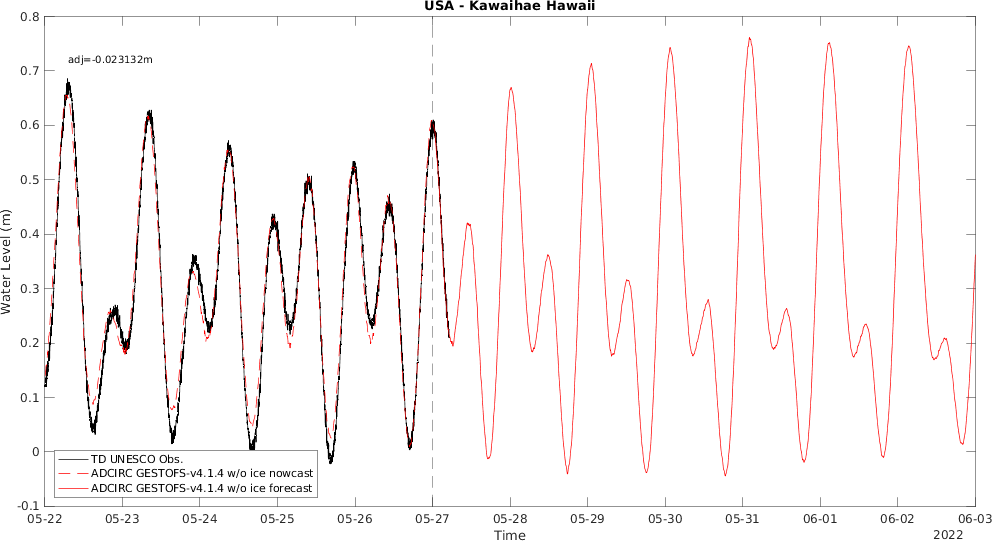 USA - Kawaihae Hawaii
adj=-0.023132m
Water Level (m)
0.8
0.7
0.6
0.5
0.4
0.3
0.2
0.1
0
-0.1
TD UNESCO Obs.
ADCIRC GESTOFS-v4.1.4 w/o ice nowcast
ADCIRC GESTOFS-v4.1.4 w/o ice forecast
05-22 05-23 05-24 05-25 05-26 05-27 05-28 05-29 05-30 05-31 06-01 06-02 06-03
Time
2022